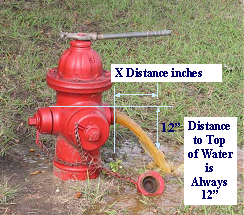 X Distance inches
12”
Distance
to Top
of Water
is
Always
12”